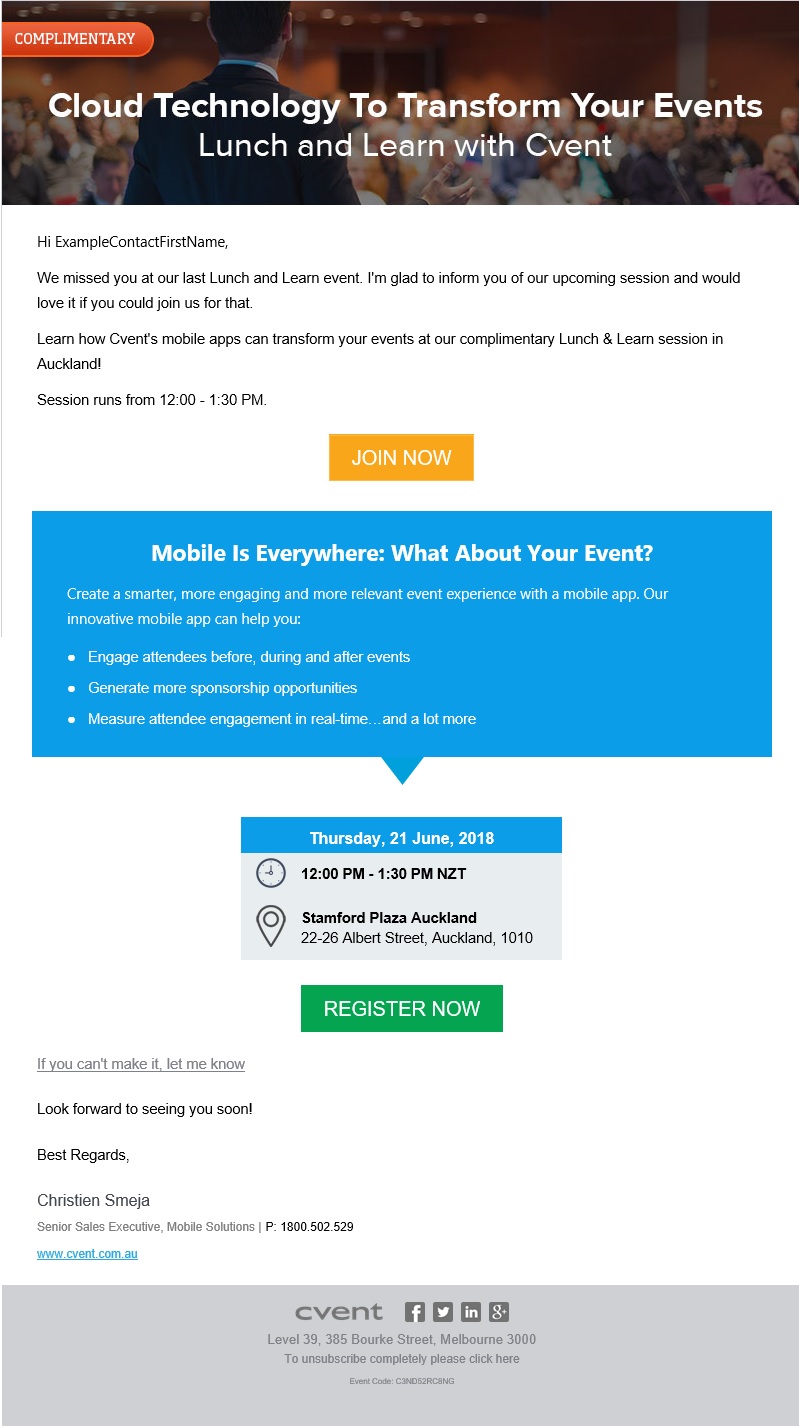 COMPLIMENTARY
Cloud Technology To Transform Your Events
Lunch and Learn with Cvent
Hi ExampleContactFirstName,
We missed you at our last Lunch and Learn event. I'm glad to inform you of our upcoming session and would
love it if you could join us for that.
Learn how Cvent's mobile apps can transform your events at our complimentary Lunch & Learn session in
Auckland!
Session runs from 12:00 - 1:30 PM.
JOIN NOW
Mobile Is Everywhere: What About Your Event?
Create a smarter, more engaging and more relevant event experience with a mobile app. Our
innovative mobile app can help you:
• Engage attendees before, during and after events
• Generate more sponsorship opportunities
• Measure attendee engagement in real-time…and a lot more
Thursday, 21 June, 2018
12:00 PM - 1:30 PM NZT
Stamford Plaza Auckland
22-26 Albert Street, Auckland, 1010
REGISTER NOW
If you can't make it, let me know
Look forward to seeing you soon!
Best Regards,
Christien Smeja
Senior Sales Executive, Mobile Solutions | P: 1800.502.529
www.cvent.com.au
cvent f in g+
Level 39, 385 Bourke Street, Melbourne 3000
To unsubscribe completely please click here
Event Code: C3ND52RC8NG